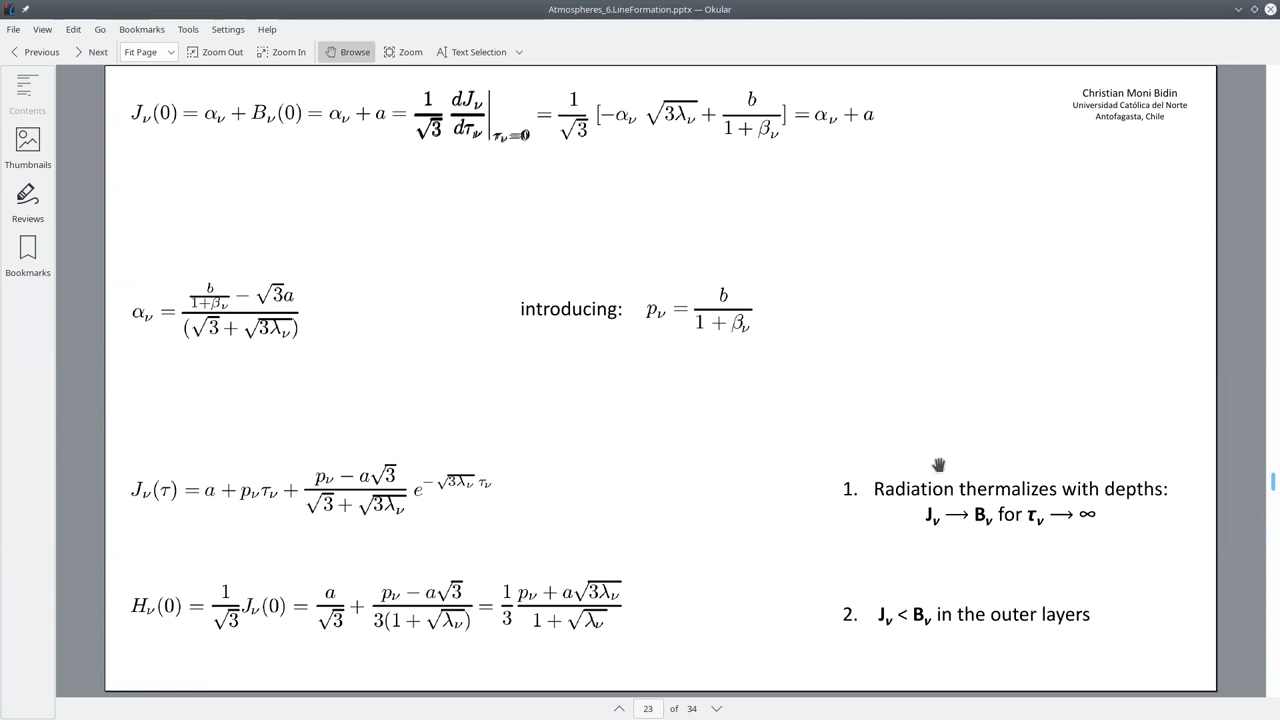 Atmospheres_6.LineFormation.pptx — Okular
File View Edit Go Bookmarks Tools Settings Help
Previous Next Fit Page Zoom Out Zoom In Browse Zoom Text Selection
Contents
Thumbnails
Reviews
Bookmarks
Christian Moni Bidin
Universidad Católica del Norte
Antofagasta, Chile
J_ν(0) = α_ν + B_ν(0) = α_ν + a = 1/√3 dJ_ν/dτ_ν |_{τ_ν=0} = 1/√3 [−α_ν √3λ_ν + b/(1 + β_ν)] = α_ν + a
α_ν = (b/(1+β_ν) − √3a)/(√3 + √3λ_ν) introducing: p_ν = b/(1 + β_ν)
J_ν(τ) = a + p_ντ_ν + (p_ν − a√3)/(√3 + √3λ_ν) e^{−√3λ_ν τ_ν}
1. Radiation thermalizes with depths:
J_ν ⟶ B_ν for τ_ν ⟶ ∞
H_ν(0) = 1/√3 J_ν(0) = a/√3 + (p_ν − a√3)/(3(1 + √λ_ν)) = 1/3 (p_ν + a√3λ_ν)/(1 + √λ_ν)
2. J_ν < B_ν in the outer layers
23 of 34